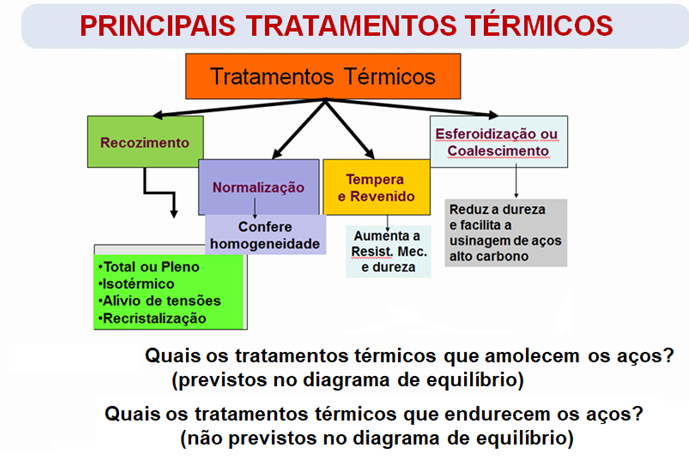 PRINCIPAIS TRATAMENTOS TÉRMICOS
Tratamentos Térmicos
Recozimento
Normalização
Tempera
e Revenido
Esferoidização ou
Coalescimento
Confere
homogeneidade
Aumenta a
Resist. Mec.
e dureza
Reduz a dureza
e facilita a
usinagem de aços
alto carbono
•Total ou Pleno
•Isotérmico
•Alívio de tensões
•Recristalização
Quais os tratamentos térmicos que amolecem os aços?
(previstos no diagrama de equilíbrio)
Quais os tratamentos térmicos que endurecem os aços?
(não previstos no diagrama de equilíbrio)